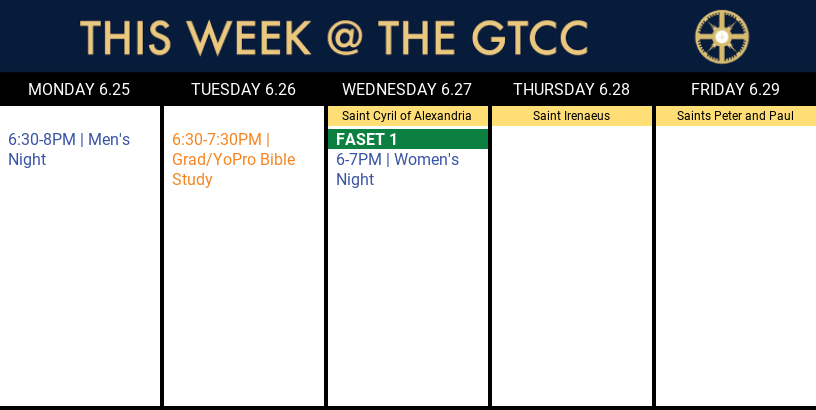 THIS WEEK @ THE GTCC
MONDAY 6.25
TUESDAY 6.26
WEDNESDAY 6.27
THURSDAY 6.28
FRIDAY 6.29
6:30-8PM | Men's
Night
6:30-7:30PM |
Grad/YoPro Bible
Study
Saint Cyril of Alexandria
FASET 1
6-7PM | Women's
Night
Saint Irenaeus
Saints Peter and Paul